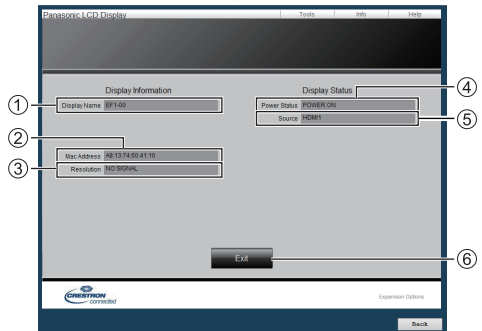 Panasonic LCD Display Tools Info Help
Display Information Display Status
Display Name EF1-00
Power Status POWER ON
Source HDMI1
Mac Address A8:13:74:60:41:10
Resolution NO SIGNAL
Exit
CRESTRON
connected
Expansion Options
Back
1
2
3
4
5
6